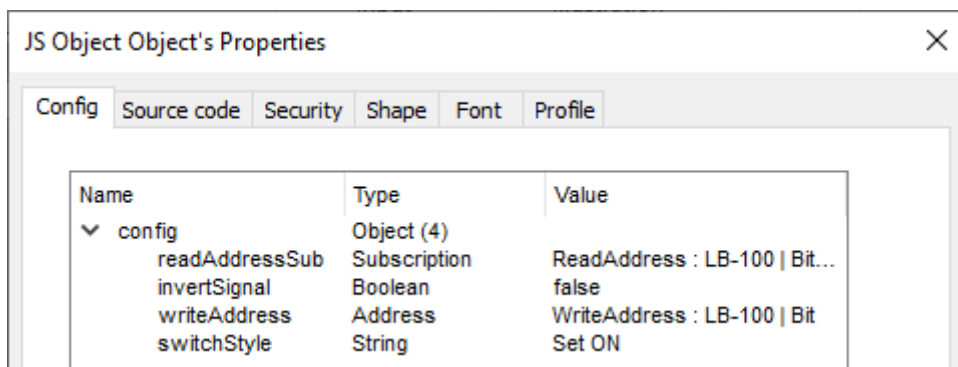 JS Object Object's Properties
Config Source code Security Shape Font Profile
Name Type Value
config Object (4)
readAddressSub Subscription ReadAddress : LB-100 | Bit...
invertSignal Boolean false
writeAddress Address WriteAddress : LB-100 | Bit
switchStyle String Set ON